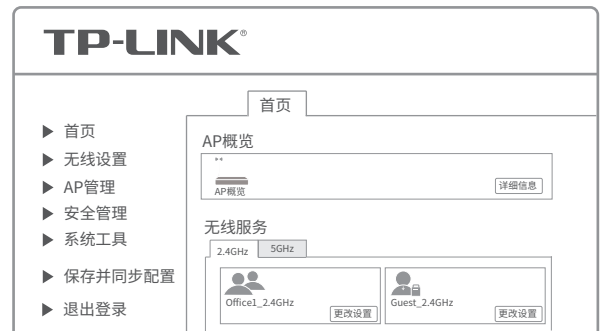 TP-LINK®
首页
首页
无线设置
AP管理
安全管理
系统工具
保存并同步配置
退出登录
AP概览
AP概览
详细信息
无线服务
2.4GHz
5GHz
Office1_2.4GHz
更改设置
Guest_2.4GHz
更改设置